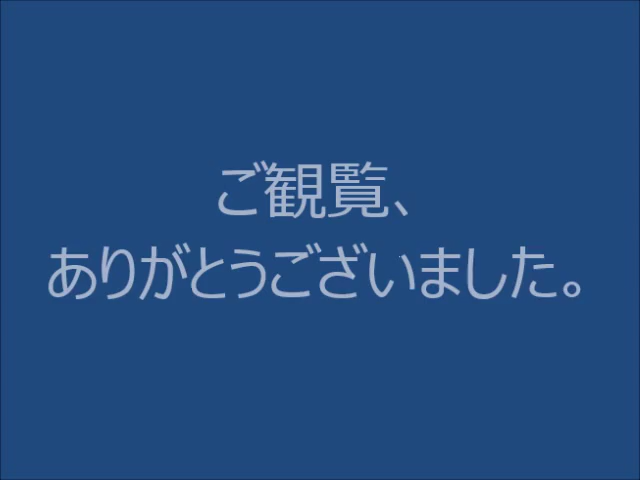 ご観覧、
ありがとうございました。